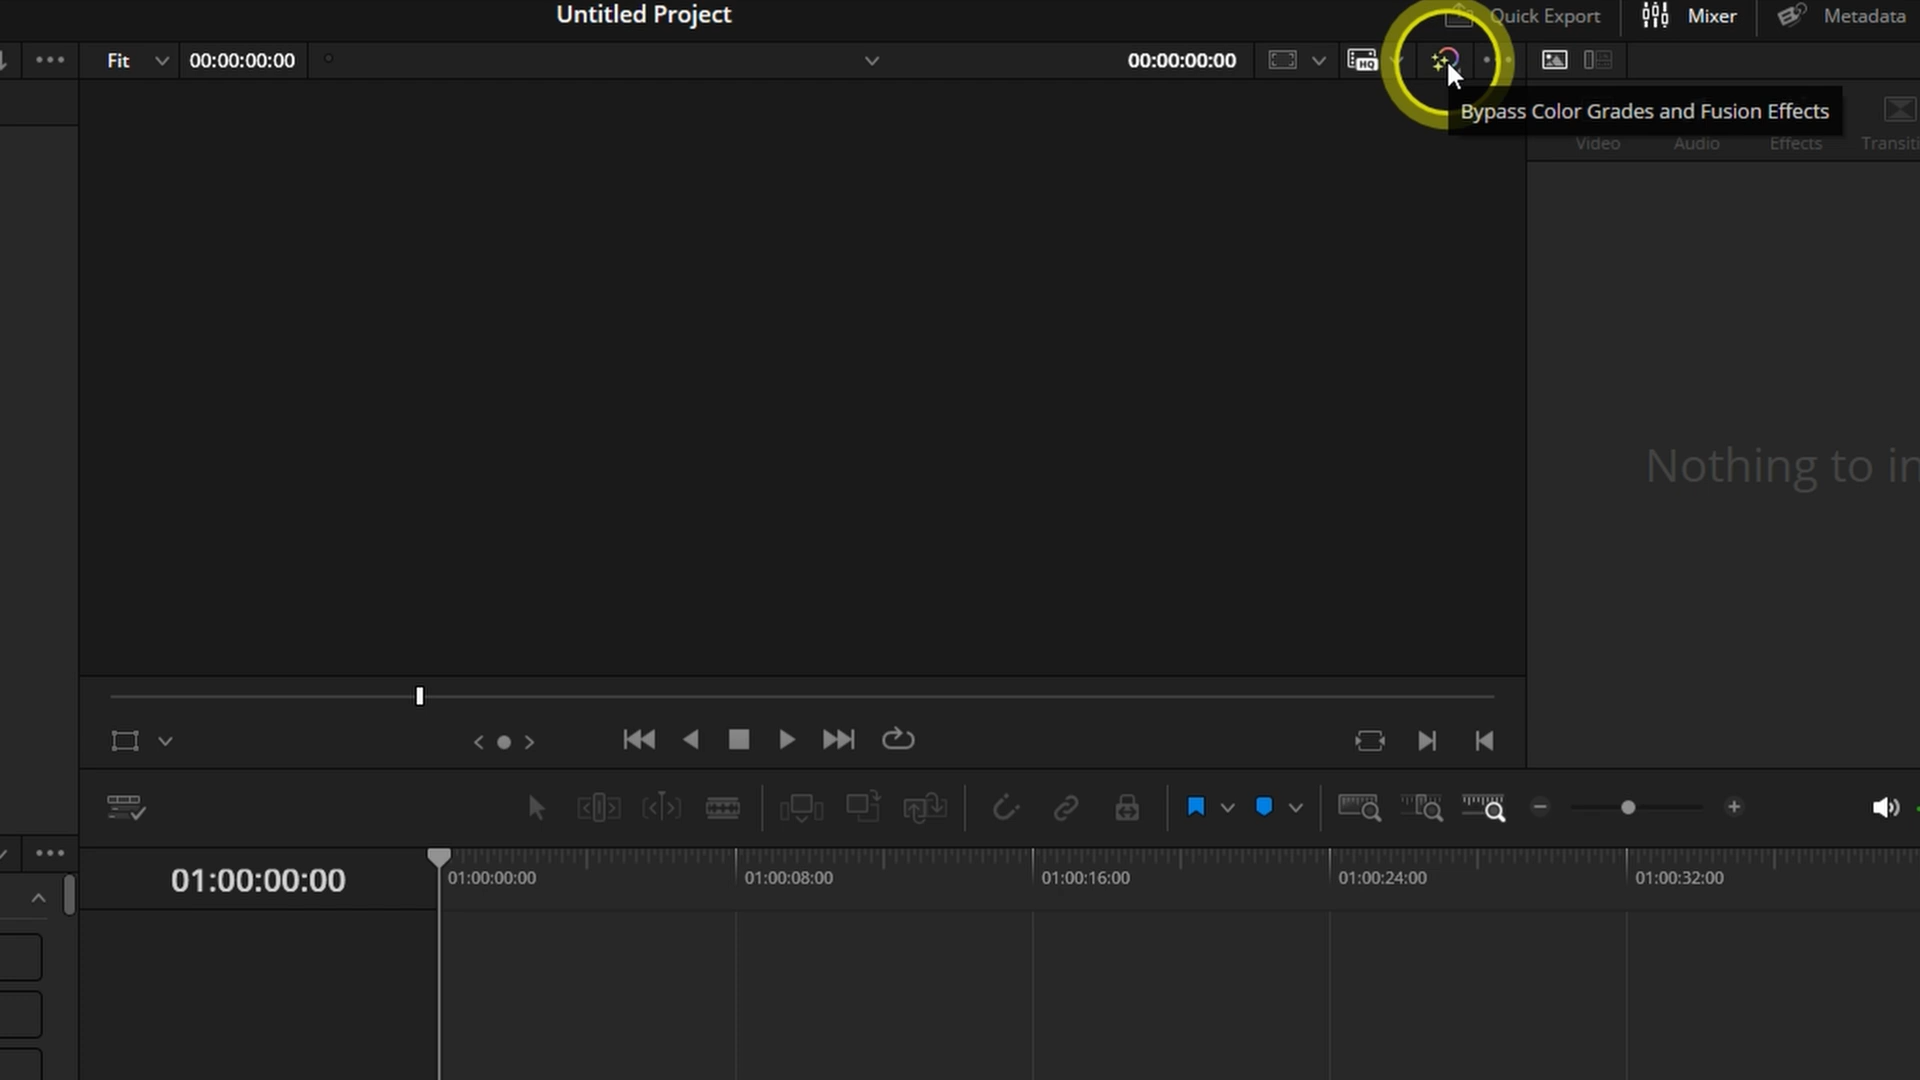 Untitled Project
Quick Export
Mixer
Metadata
Fit
00:00:00:00
00:00:00:00
HQ
Bypass Color Grades and Fusion Effects
Video
Audio
Effects
Transiti
Nothing to in
01:00:00:00
01:00:00:00
01:00:08:00
01:00:16:00
01:00:24:00
01:00:32:00